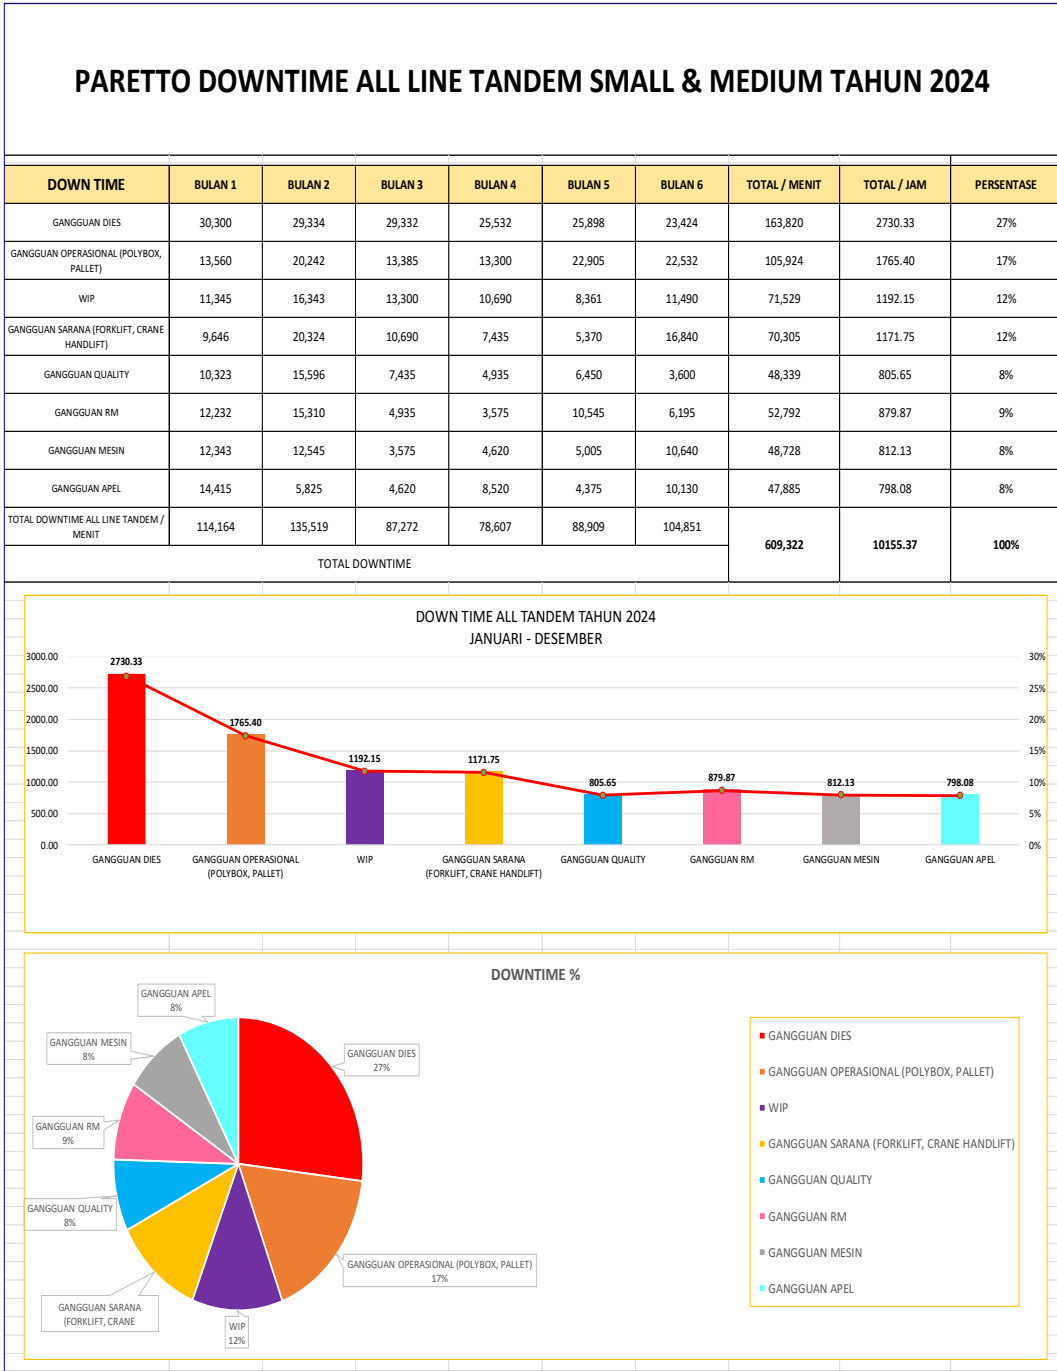 PARETTO DOWNTIME ALL LINE TANDEM SMALL & MEDIUM TAHUN 2024
DOWN TIME BULAN 1 BULAN 2 BULAN 3 BULAN 4 BULAN 5 BULAN 6 TOTAL / MENIT TOTAL / JAM PERSENTASE
GANGGUAN DIES 30,300 29,334 29,332 25,532 25,898 23,424 163,820 2730.33 27%
GANGGUAN OPERASIONAL (POLYBOX,
PALLET) 13,560 20,242 13,385 13,300 22,905 22,532 105,924 1765.40 17%
WIP 11,345 16,343 13,300 10,690 8,361 11,490 71,529 1192.15 12%
GANGGUAN SARANA (FORKLIFT, CRANE
HANDLIFT) 9,646 20,324 10,690 7,435 5,370 16,840 70,305 1171.75 12%
GANGGUAN QUALITY 10,323 15,596 7,435 4,935 6,450 3,600 48,339 805.65 8%
GANGGUAN RM 12,232 15,310 4,935 3,575 10,545 6,195 52,792 879.87 9%
GANGGUAN MESIN 12,343 12,545 3,575 4,620 5,005 10,640 48,728 812.13 8%
GANGGUAN APEL 14,415 5,825 4,620 8,520 4,375 10,130 47,885 798.08 8%
TOTAL DOWNTIME ALL LINE TANDEM /
MENIT 114,164 135,519 87,272 78,607 88,909 104,851
TOTAL DOWNTIME 609,322 10155.37 100%
DOWN TIME ALL TANDEM TAHUN 2024
JANUARI - DESEMBER
3000.00 30%
2500.00 25%
2000.00 20%
1500.00 15%
1000.00 10%
500.00 5%
0.00 0%
2730.33 1765.40 1192.15 1171.75 805.65 879.87 812.13 798.08
GANGGUAN DIES
GANGGUAN OPERASIONAL
(POLYBOX, PALLET)
WIP
GANGGUAN SARANA
(FORKLIFT, CRANE HANDLIFT)
GANGGUAN QUALITY
GANGGUAN RM
GANGGUAN MESIN
GANGGUAN APEL
DOWNTIME %
GANGGUAN APEL
8%
GANGGUAN MESIN
8%
GANGGUAN DIES
27%
GANGGUAN RM
9%
GANGGUAN QUALITY
8%
GANGGUAN OPERASIONAL (POLYBOX, PALLET)
17%
GANGGUAN SARANA
(FORKLIFT, CRANE
WIP
12%
GANGGUAN DIES
GANGGUAN OPERASIONAL (POLYBOX, PALLET)
WIP
GANGGUAN SARANA (FORKLIFT, CRANE HANDLIFT)
GANGGUAN QUALITY
GANGGUAN RM
GANGGUAN MESIN
GANGGUAN APEL